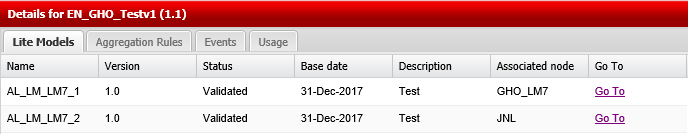 Details for EN_GHO_Testv1 (1.1)
Lite Models Aggregation Rules Events Usage
Name Version Status Base date Description Associated node Go To
AL_LM_LM7_1 1.0 Validated 31-Dec-2017 Test GHO_LM7 Go To
AL_LM_LM7_2 1.0 Validated 31-Dec-2017 Test JNL Go To